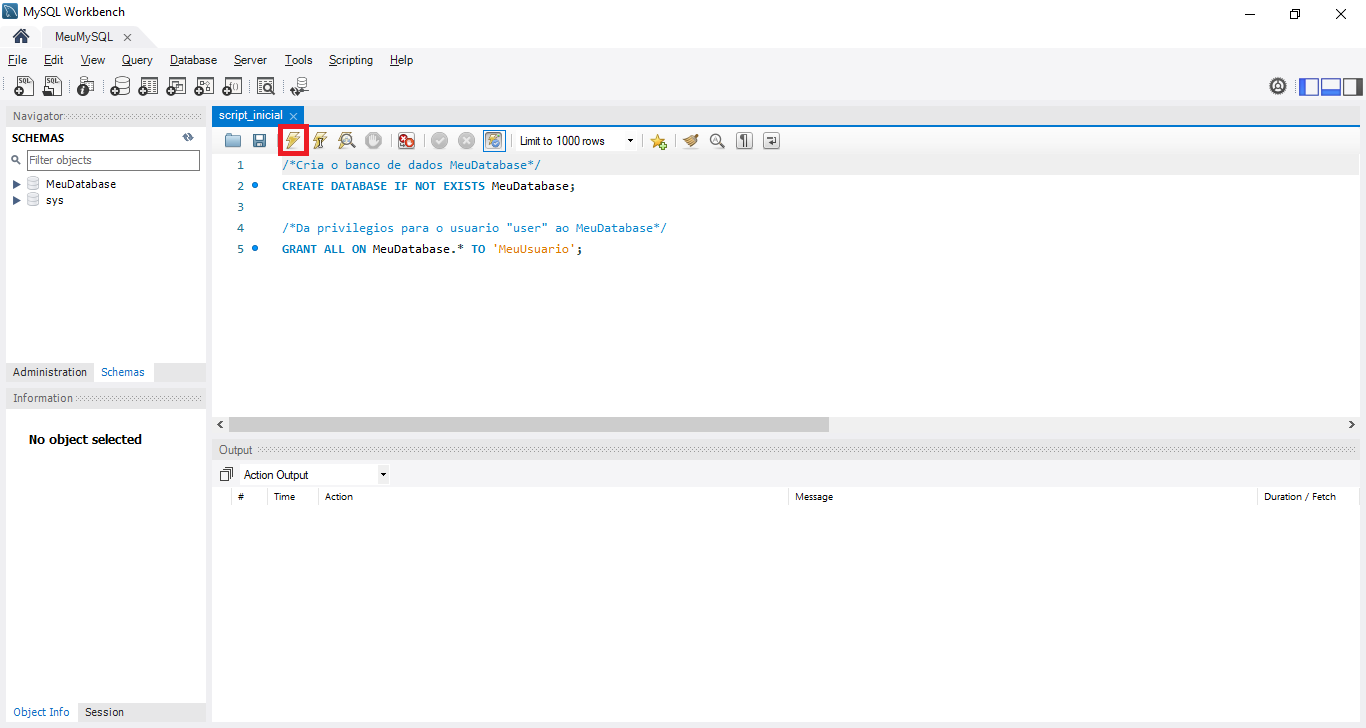 MySQL Workbench
MeuMySQL
File Edit View Query Database Server Tools Scripting Help
Navigator
SCHEMAS
Filter objects
MeuDatabase
sys
Administration Schemas
Information
No object selected
Object Info Session
script_inicial
Limit to 1000 rows
1 /*Cria o banco de dados MeuDatabase*/
2 CREATE DATABASE IF NOT EXISTS MeuDatabase;
3
4 /*Da privilegios para o usuario "user" ao MeuDatabase*/
5 GRANT ALL ON MeuDatabase.* TO 'MeuUsuario';
Output
Action Output
# Time Action Message Duration / Fetch